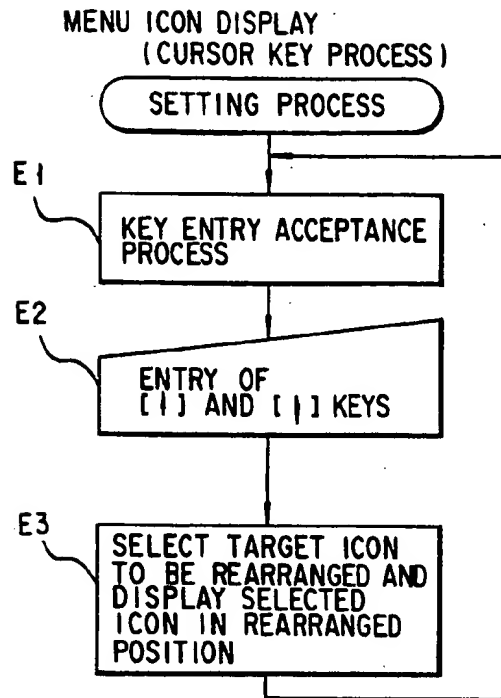 MENU ICON DISPLAY
(CURSOR KEY PROCESS)
SETTING PROCESS
E1
KEY ENTRY ACCEPTANCE
PROCESS
E2
ENTRY OF
[↑] AND [↓] KEYS
E3
SELECT TARGET ICON
TO BE REARRANGED AND
DISPLAY SELECTED
ICON IN REARRANGED
POSITION